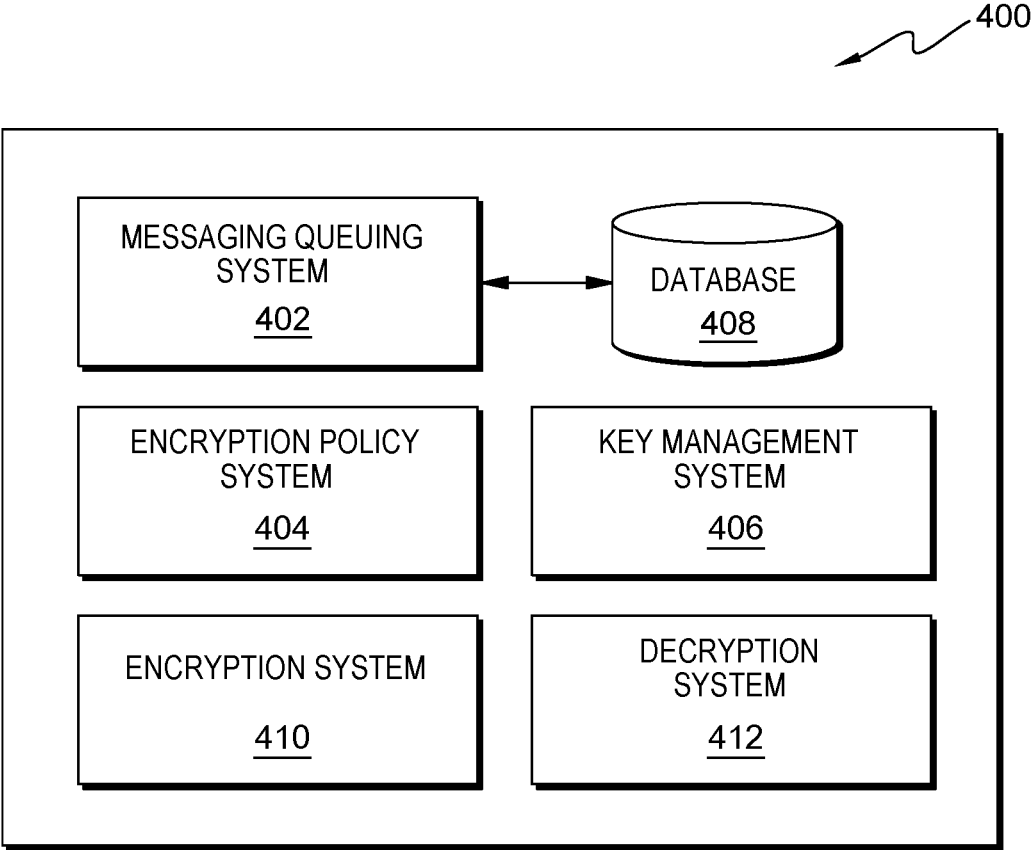 400
MESSAGING QUEUING
SYSTEM
402
DATABASE
408
ENCRYPTION POLICY
SYSTEM
404
KEY MANAGEMENT
SYSTEM
406
ENCRYPTION SYSTEM
410
DECRYPTION
SYSTEM
412